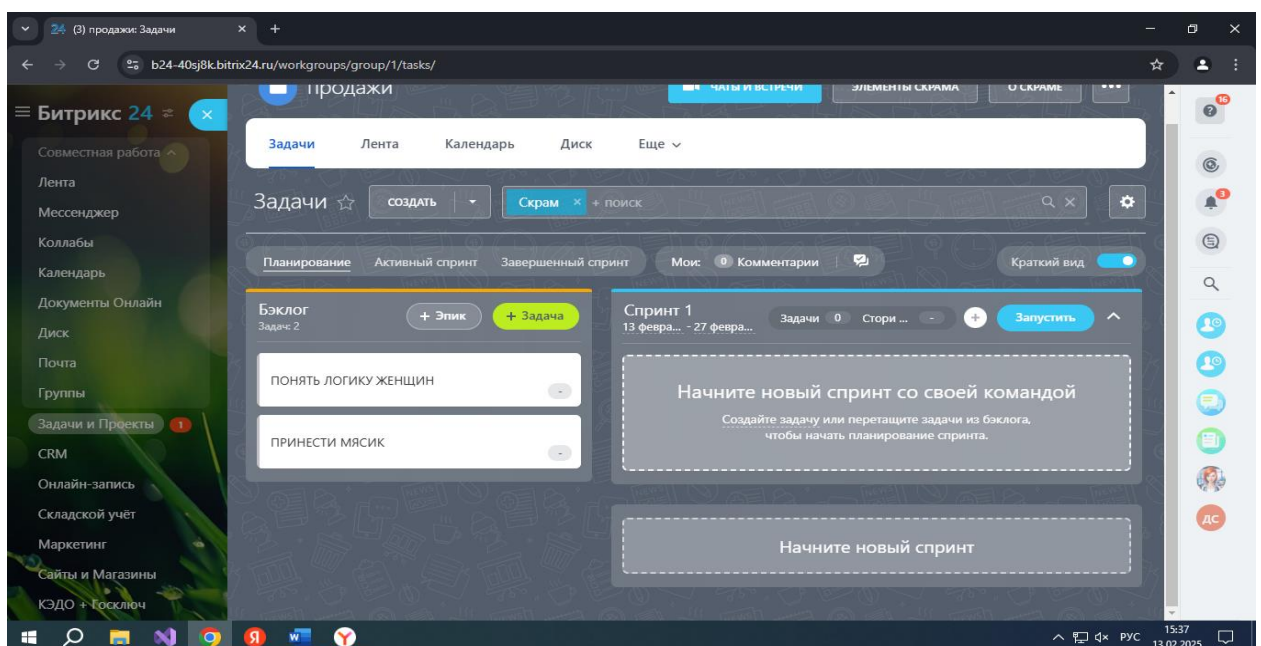 24 (3) продажи: Задачи
b24-40sj8k.bitrix24.ru/workgroups/group/1/tasks/
Битрикс 24
Совместная работа
Лента
Мессенджер
Коллабы
Календарь
Документы Онлайн
Диск
Почта
Группы
Задачи и Проекты 1
CRM
Онлайн-запись
Складской учёт
Маркетинг
Сайты и Магазины
КЭДО + Госключ
продажи
ЧАТЫ И ВСТРЕЧИ ЭЛЕМЕНТЫ СКРАМА О СКРАМЕ
Задачи Лента Календарь Диск Еще
Задачи СОЗДАТЬ Скрам × + поиск
Планирование Активный спринт Завершенный спринт Мои: 0 Комментарии Краткий вид
Бэклог + Эпик + Задача
Задач: 2
ПОНЯТЬ ЛОГИКУ ЖЕНЩИН -
ПРИНЕСТИ МЯСИК -
Спринт 1
13 февра... - 27 февра... Задачи 0 Стори ... - + Запустить
Начните новый спринт со своей командой
Создайте задачу или перетащите задачи из бэклога,
чтобы начать планирование спринта.
Начните новый спринт
16
3
ДС
РУС
15:37
13.02.2025